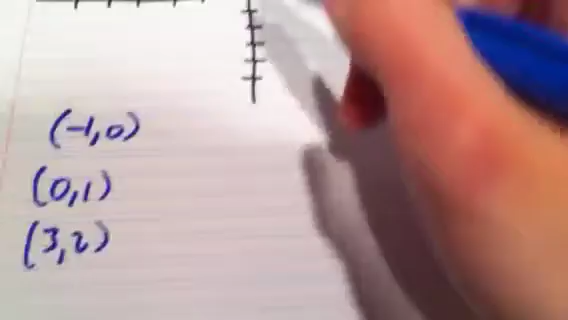 (-1,0)
(0,1)
(3,2)